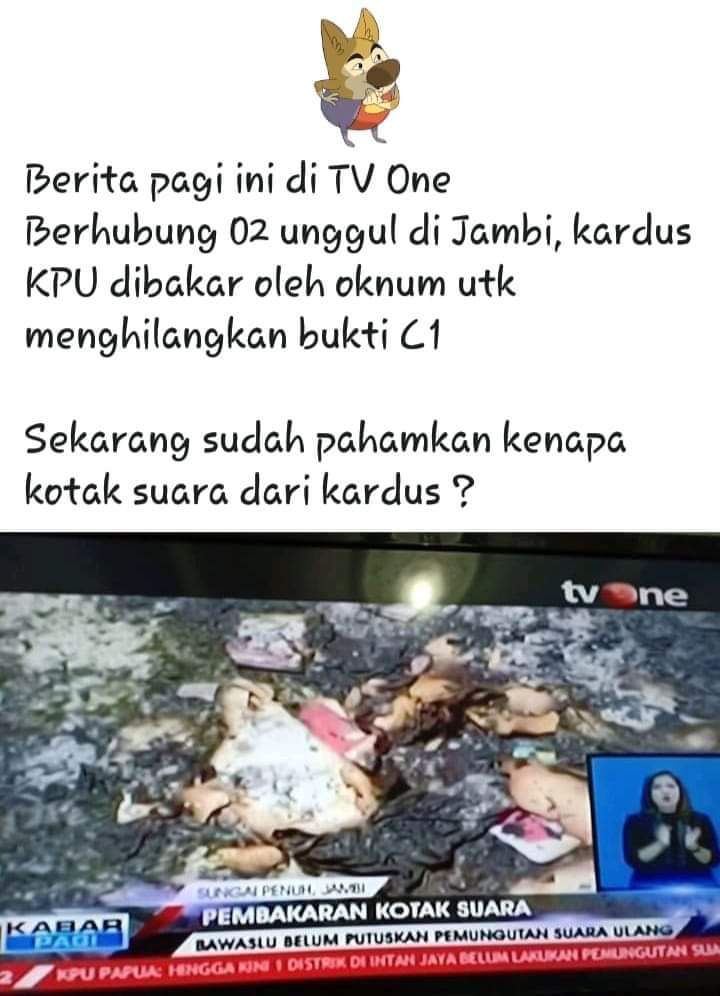 Berita pagi ini di TV One
Berhubung 02 unggul di Jambi, kardus
KPU dibakar oleh oknum utk
menghilangkan bukti C1
Sekarang sudah pahamkan kenapa
kotak suara dari kardus ?
tvOne
SUNGAI PENUH, JAMBI
KABAR
PAGI
PEMBAKARAN KOTAK SUARA
BAWASLU BELUM PUTUSKAN PEMUNGUTAN SUARA ULANG
2
KPU PAPUA: HINGGA KINI 1 DISTRIK DI INTAN JAYA BELUM LAKUKAN PEMUNGUTAN SUA